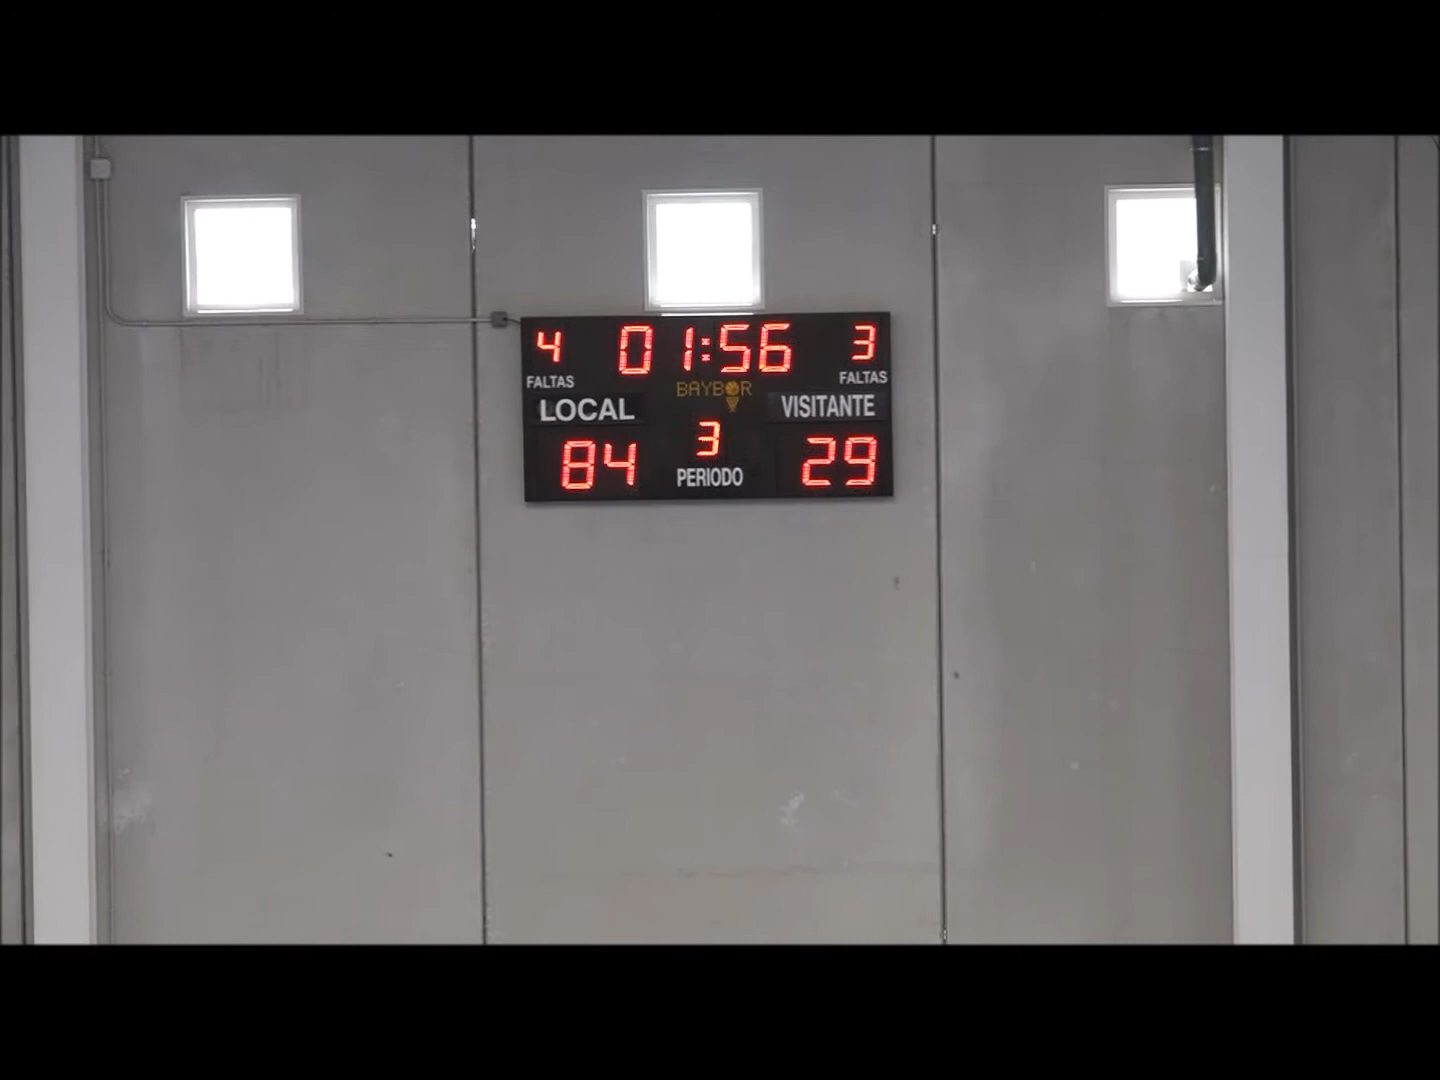 4 01:56 3
FALTAS BAYBOR FALTAS
LOCAL VISITANTE
84 3 29
PERIODO